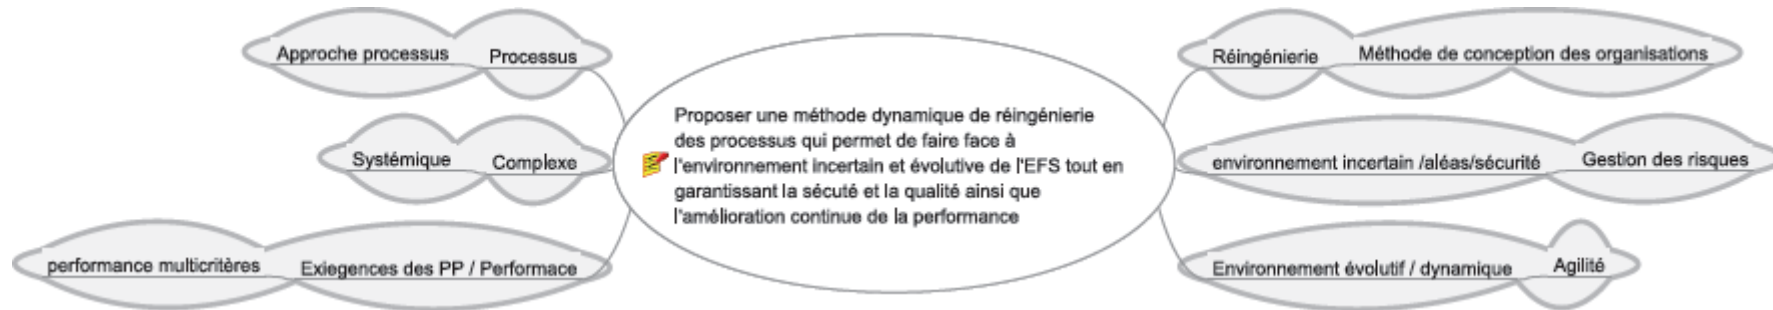 Approche processus
Processus
Systémique
Complexe
performance multicritères
Exiegences des PP / Performace
Proposer une méthode dynamique de réingénierie
des processus qui permet de faire face à
l'environnement incertain et évolutive de l'EFS tout en
garantissant la sécuté et la qualité ainsi que
l'amélioration continue de la performance
Réingénierie
Méthode de conception des organisations
environnement incertain /aléas/sécurité
Gestion des risques
Environnement évolutif / dynamique
Agilité